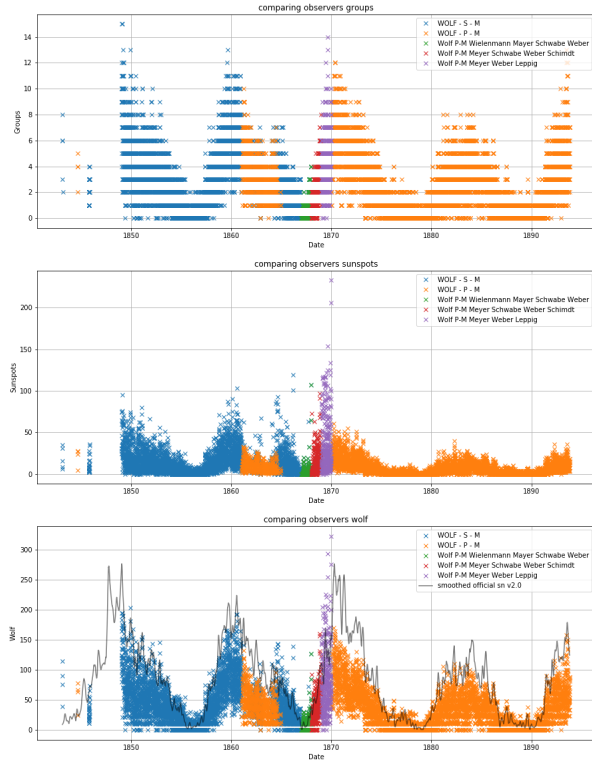 comparing observers groups
WOLF - S - M
WOLF - P - M
Wolf P-M Wielenmann Mayer Schwabe Weber
Wolf P-M Meyer Schwabe Weber Schimdt
Wolf P-M Meyer Weber Leppig
Groups
14
12
10
8
6
4
2
0
1850 1860 1870 1880 1890
Date
comparing observers sunspots
WOLF - S - M
WOLF - P - M
Wolf P-M Wielenmann Mayer Schwabe Weber
Wolf P-M Meyer Schwabe Weber Schimdt
Wolf P-M Meyer Weber Leppig
Sunspots
200
150
100
50
0
1850 1860 1870 1880 1890
Date
comparing observers wolf
WOLF - S - M
WOLF - P - M
Wolf P-M Wielenmann Mayer Schwabe Weber
Wolf P-M Meyer Schwabe Weber Schimdt
Wolf P-M Meyer Weber Leppig
smoothed official sn v2.0
Wolf
300
250
200
150
100
50
0
1850 1860 1870 1880 1890
Date